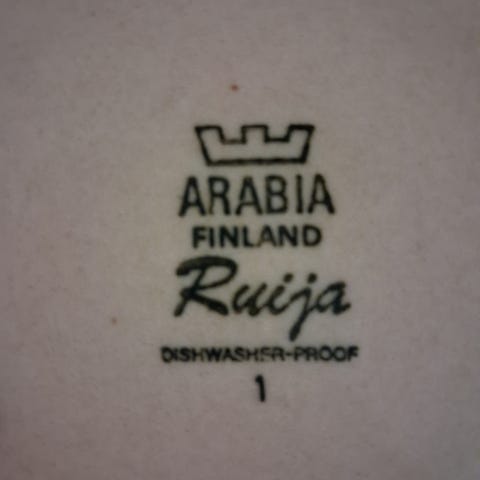 ARABIA
FINLAND
Ruija
DISHWASHER-PROOF
1